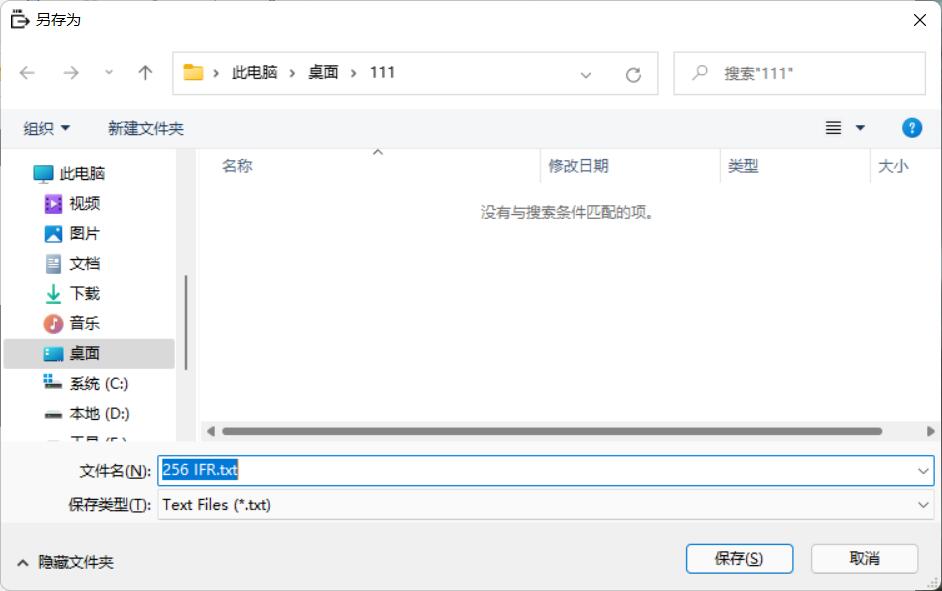 另存为
此电脑 › 桌面 › 111
搜索"111"
组织
新建文件夹
名称
修改日期
类型
大小
没有与搜索条件匹配的项。
此电脑
视频
图片
文档
下载
音乐
桌面
系统 (C:)
本地 (D:)
文件名(N):
256 IFR.txt
保存类型(T):
Text Files (*.txt)
隐藏文件夹
保存(S)
取消